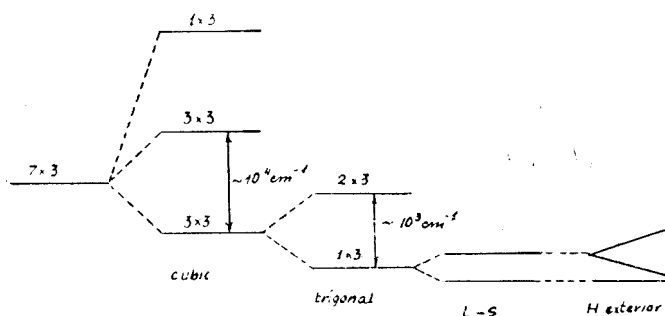 1×3
3×3
7×3
~10⁴cm⁻¹
2×3
3×3
~10³cm⁻¹
1×3
cubic
trigonal
L-S
H exterior